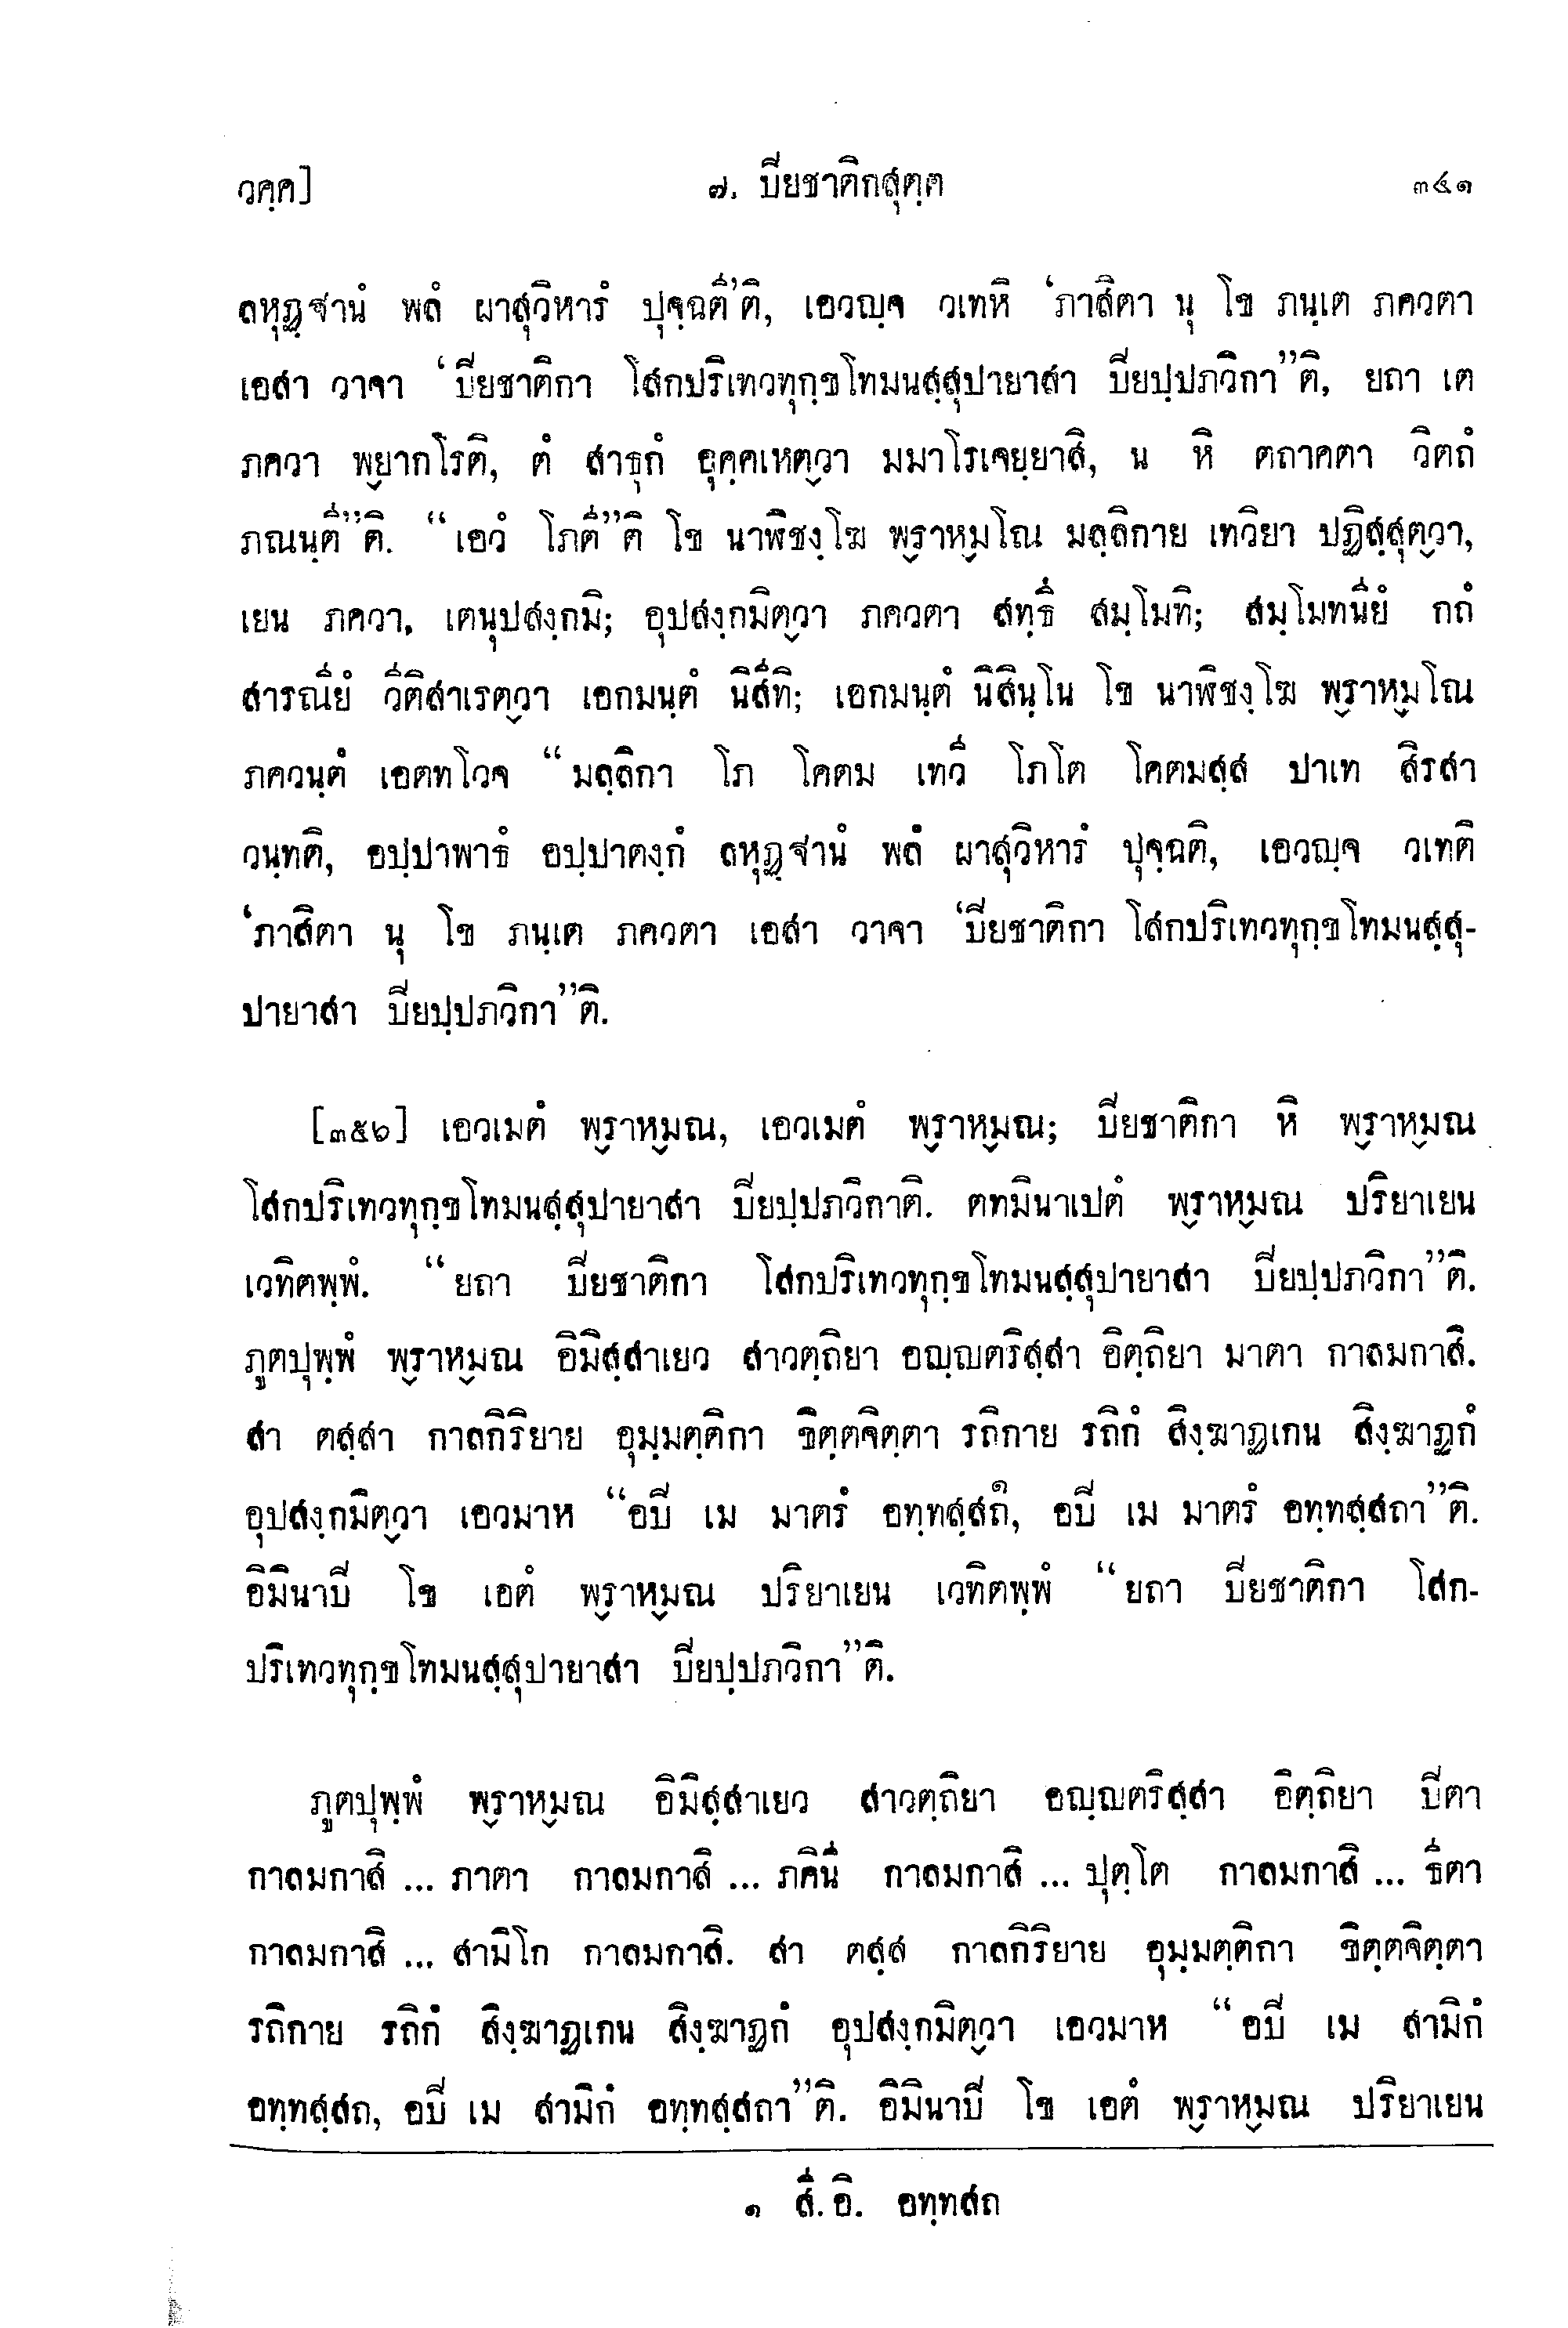 วคฺค]	๗. ปิยชาติกสุตฺต	๓๔๑
ลหุฏฺฐานํ พลํ ผาสุวิหารํ ปุจฺฉตี'ติ, เอวญฺจ วเทหิ 'ภาสิตา นุ โข ภนฺเต ภควตา
เอสา วาจา 'ปิยชาติกา โสกปริเทวทุกฺขโทมนสฺสุปายาสา ปิยปฺปภวิกา”ติ, ยถา เต
ภควา พฺยากโรติ, ตํ สาธุกํ อุคฺคเหตฺวา มมาโรเจยฺยาสิ, น หิ ตถาคตา วิตถํ
ภณนฺตี”ติ. “เอวํ โภตี”ติ โข นาฬิชงฺโฆ พฺราหฺมโณ มลฺลิกาย เทวิยา ปฏิสฺสุตฺวา,
เยน ภควา, เตนุปสงฺกมิ; อุปสงฺกมิตฺวา ภควตา สทฺธึ สมฺโมทิ; สมฺโมทนียํ กถํ
สารณียํ วีติสาเรตฺวา เอกมนฺตํ นิสีทิ; เอกมนฺตํ นิสินฺโน โข นาฬิชงฺโฆ พฺราหฺมโณ
ภควนฺตํ เอตทโวจ “มลฺลิกา โภ โคตม เทวี โภโต โคตมสฺส ปาเท สิรสา
วนฺทติ, อปฺปาพาธํ อปฺปาตงฺกํ ลหุฏฺฐานํ พลํ ผาสุวิหารํ ปุจฺฉติ, เอวญฺจ วเทติ
'ภาสิตา นุ โข ภนฺเต ภควตา เอสา วาจา 'ปิยชาติกา โสกปริเทวทุกฺขโทมนสฺสุ-
ปายาสา ปิยปฺปภวิกา”ติ.
[๓๕๖] เอวเมตํ พฺราหฺมณ, เอวเมตํ พฺราหฺมณ; ปิยชาติกา หิ พฺราหฺมณ
โสกปริเทวทุกฺขโทมนสฺสุปายาสา ปิยปฺปภวิกาติ. ตทมินาเปตํ พฺราหฺมณ ปริยาเยน
เวทิตพฺพํ. “ยถา ปิยชาติกา โสกปริเทวทุกฺขโทมนสฺสุปายาสา ปิยปฺปภวิกา”ติ.
ภูตปุพฺพํ พฺราหฺมณ อิมิสฺสาเยว สาวตฺถิยา อญฺญตริสฺสา อิตฺถิยา มาตา กาลมกาสิ.
สา ตสฺสา กาลกิริยาย อุมฺมตฺติกา ขิตฺตจิตฺตา รถิกาย รถิกํ สิงฺฆาฏเกน สิงฺฆาฏกํ
อุปสงฺกมิตฺวา เอวมาห “อปิ เม มาตรํ อทฺทสฺสถ๑, อปิ เม มาตรํ อทฺทสฺสถา”ติ.
อิมินาปิ โข เอตํ พฺราหฺมณ ปริยาเยน เวทิตพฺพํ “ยถา ปิยชาติกา โสก-
ปริเทวทุกฺขโทมนสฺสุปายาสา ปิยปฺปภวิกา”ติ.
ภูตปุพฺพํ พฺราหฺมณ อิมิสฺสาเยว สาวตฺถิยา อญฺญตริสฺสา อิตฺถิยา ปิตา
กาลมกาสิ ... ภาตา กาลมกาสิ ... ภคินี กาลมกาสิ ... ปุตฺโต กาลมกาสิ ... ธีตา
กาลมกาสิ ... สามิโก กาลมกาสิ. สา ตสฺส กาลกิริยาย อุมฺมตฺติกา ขิตฺตจิตฺตา
รถิกาย รถิกํ สิงฺฆาฏเกน สิงฺฆาฏกํ อุปสงฺกมิตฺวา เอวมาห “อปิ เม สามิกํ
อทฺทสฺสถ, อปิ เม สามิกํ อทฺทสฺสถา”ติ. อิมินาปิ โข เอตํ พฺราหฺมณ ปริยาเยน
๑ สี. อิ. อทฺทสถ